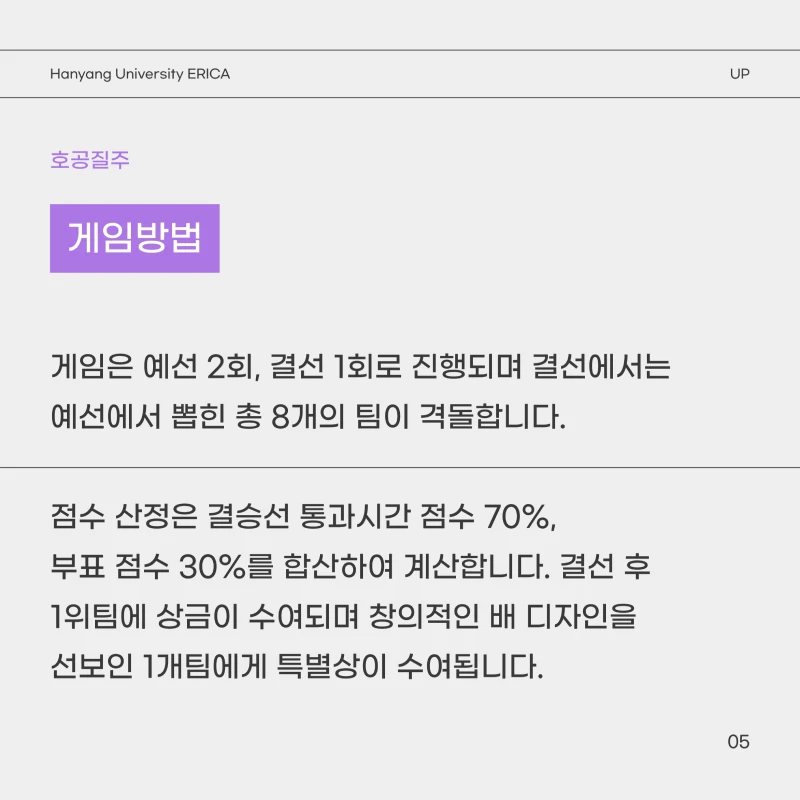 Hanyang University ERICA
UP
호공질주
게임방법
게임은 예선 2회, 결선 1회로 진행되며 결선에서는
예선에서 뽑힌 총 8개의 팀이 격돌합니다.
점수 산정은 결승선 통과시간 점수 70%,
부표 점수 30%를 합산하여 계산합니다. 결선 후
1위팀에 상금이 수여되며 창의적인 배 디자인을
선보인 1개팀에게 특별상이 수여됩니다.
05